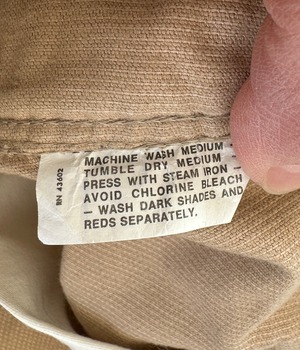 MACHINE WASH MEDIUM
TUMBLE DRY MEDIUM —
PRESS WITH STEAM IRON —
AVOID CHLORINE BLEACH
— WASH DARK SHADES AND
REDS SEPARATELY.
RN 43602